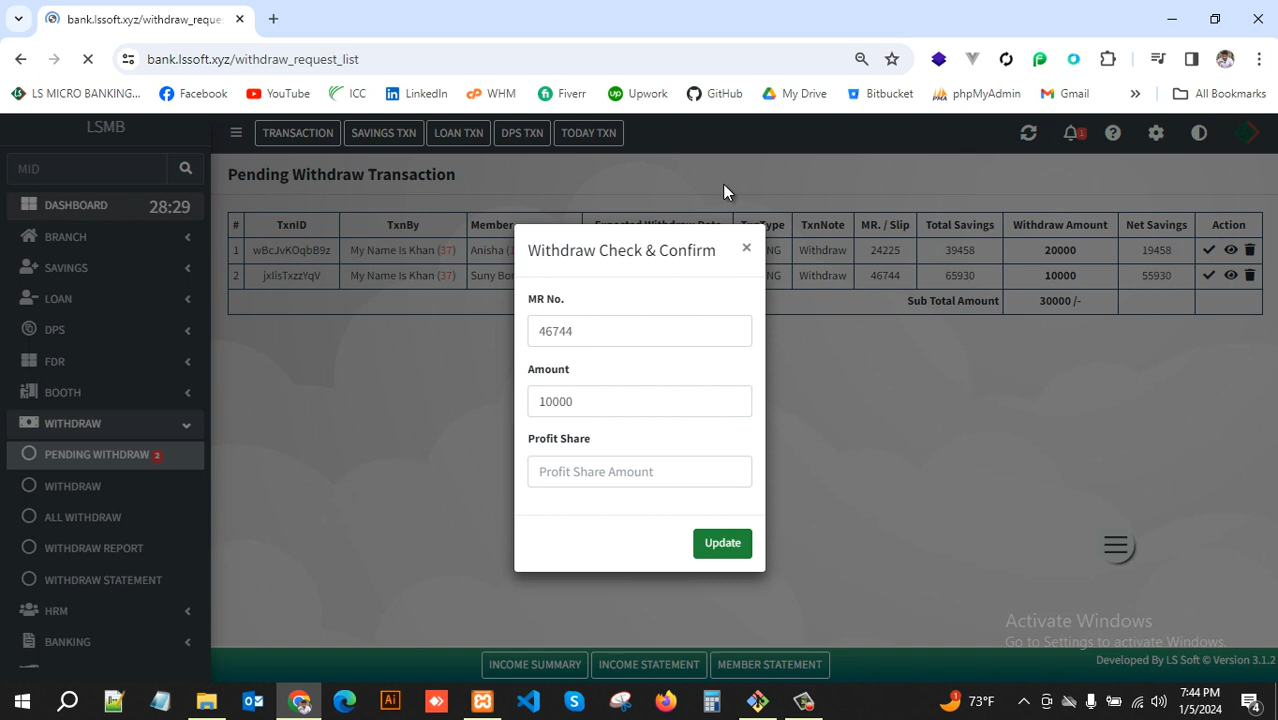 bank.lssoft.xyz/withdraw_reque
bank.lssoft.xyz/withdraw_request_list
LS MICRO BANKING... Facebook YouTube ICC LinkedIn WHM Fiverr Upwork GitHub My Drive Bitbucket phpMyAdmin Gmail » All Bookmarks
LSMB
TRANSACTION SAVINGS TXN LOAN TXN DPS TXN TODAY TXN 1
MID
DASHBOARD 28:29
BRANCH
SAVINGS
LOAN
DPS
FDR
BOOTH
WITHDRAW
PENDING WITHDRAW 2
WITHDRAW
ALL WITHDRAW
WITHDRAW REPORT
WITHDRAW STATEMENT
HRM
BANKING
Pending Withdraw Transaction
# TxnID TxnBy Member TxnNote MR. / Slip Total Savings Withdraw Amount Net Savings Action
1 wBcJvKOqbB9z My Name Is Khan (37) Anisha NG Withdraw 24225 39458 20000 19458
2 jxlisTxzzYqV My Name Is Khan (37) Suny NG Withdraw 46744 65930 10000 55930
Sub Total Amount 30000 /-
Withdraw Check & Confirm ×
MR No.
46744
Amount
10000
Profit Share
Profit Share Amount
Update
Activate Windows
Go to Settings to activate Windows.
INCOME SUMMARY INCOME STATEMENT MEMBER STATEMENT
Developed By LS Soft © Version 3.1.2
1 73°F 7:44 PM
1/5/2024 4